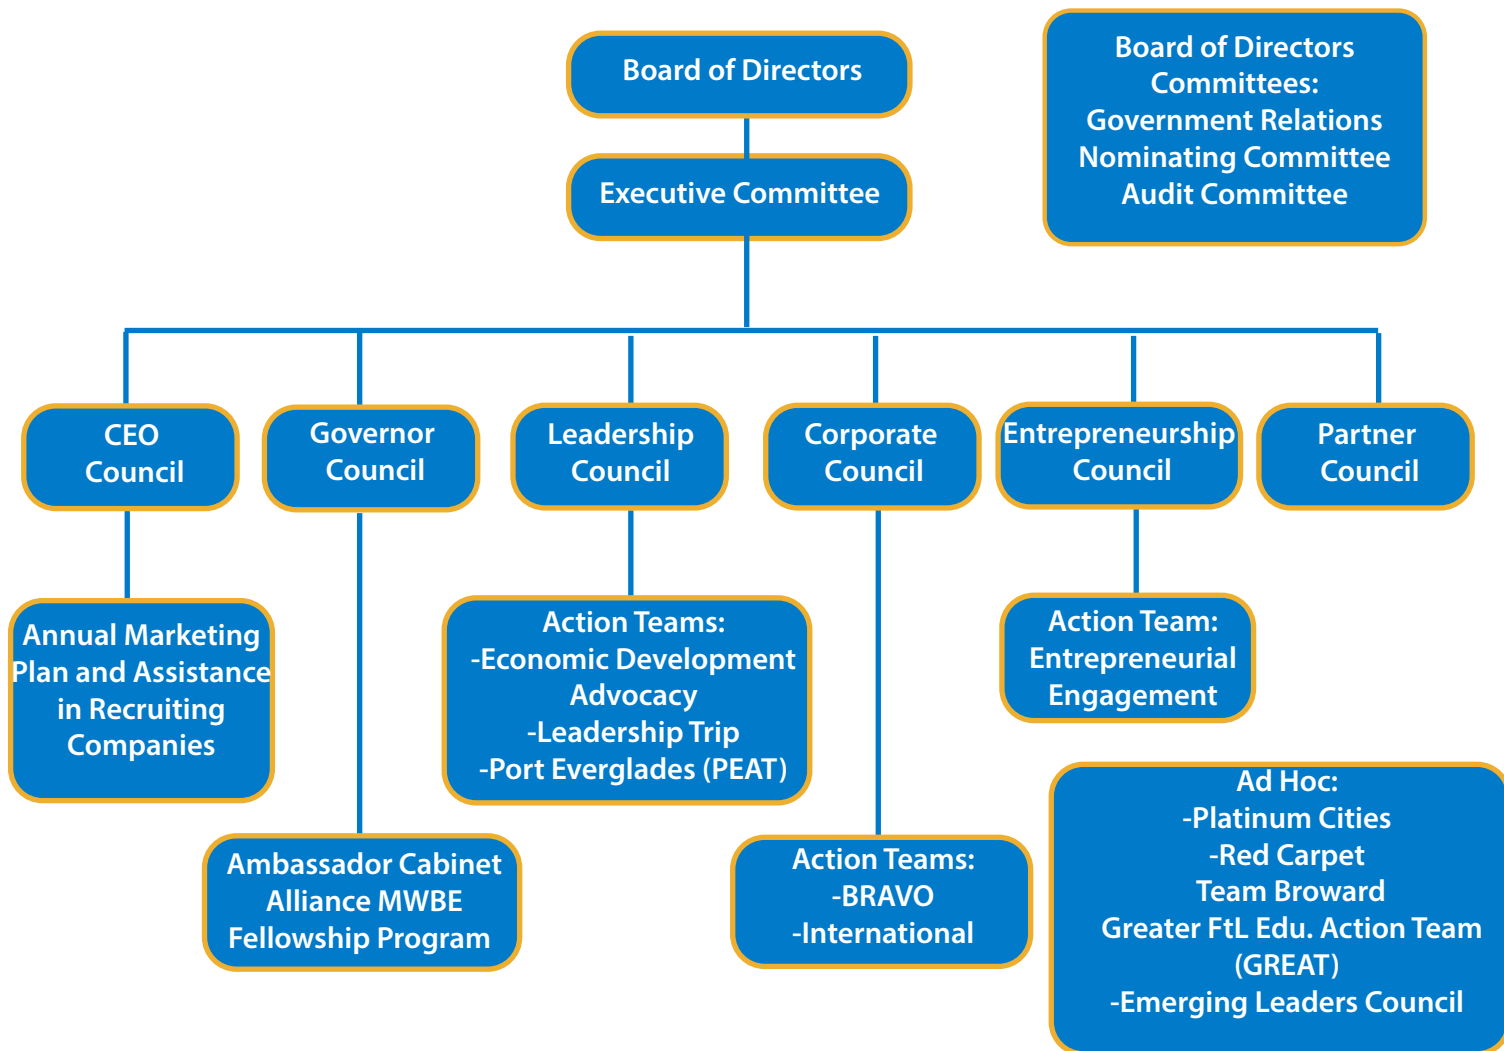 Board of Directors
Executive Committee
Board of Directors
Committees:
Government Relations
Nominating Committee
Audit Committee
CEO
Council
Governor
Council
Leadership
Council
Corporate
Council
Entrepreneurship
Council
Partner
Council
Annual Marketing
Plan and Assistance
in Recruiting
Companies
Ambassador Cabinet
Alliance MWBE
Fellowship Program
Action Teams:
-Economic Development
Advocacy
-Leadership Trip
-Port Everglades (PEAT)
Action Teams:
-BRAVO
-International
Action Team:
Entrepreneurial
Engagement
Ad Hoc:
-Platinum Cities
-Red Carpet
Team Broward
Greater FtL Edu. Action Team
(GREAT)
-Emerging Leaders Council